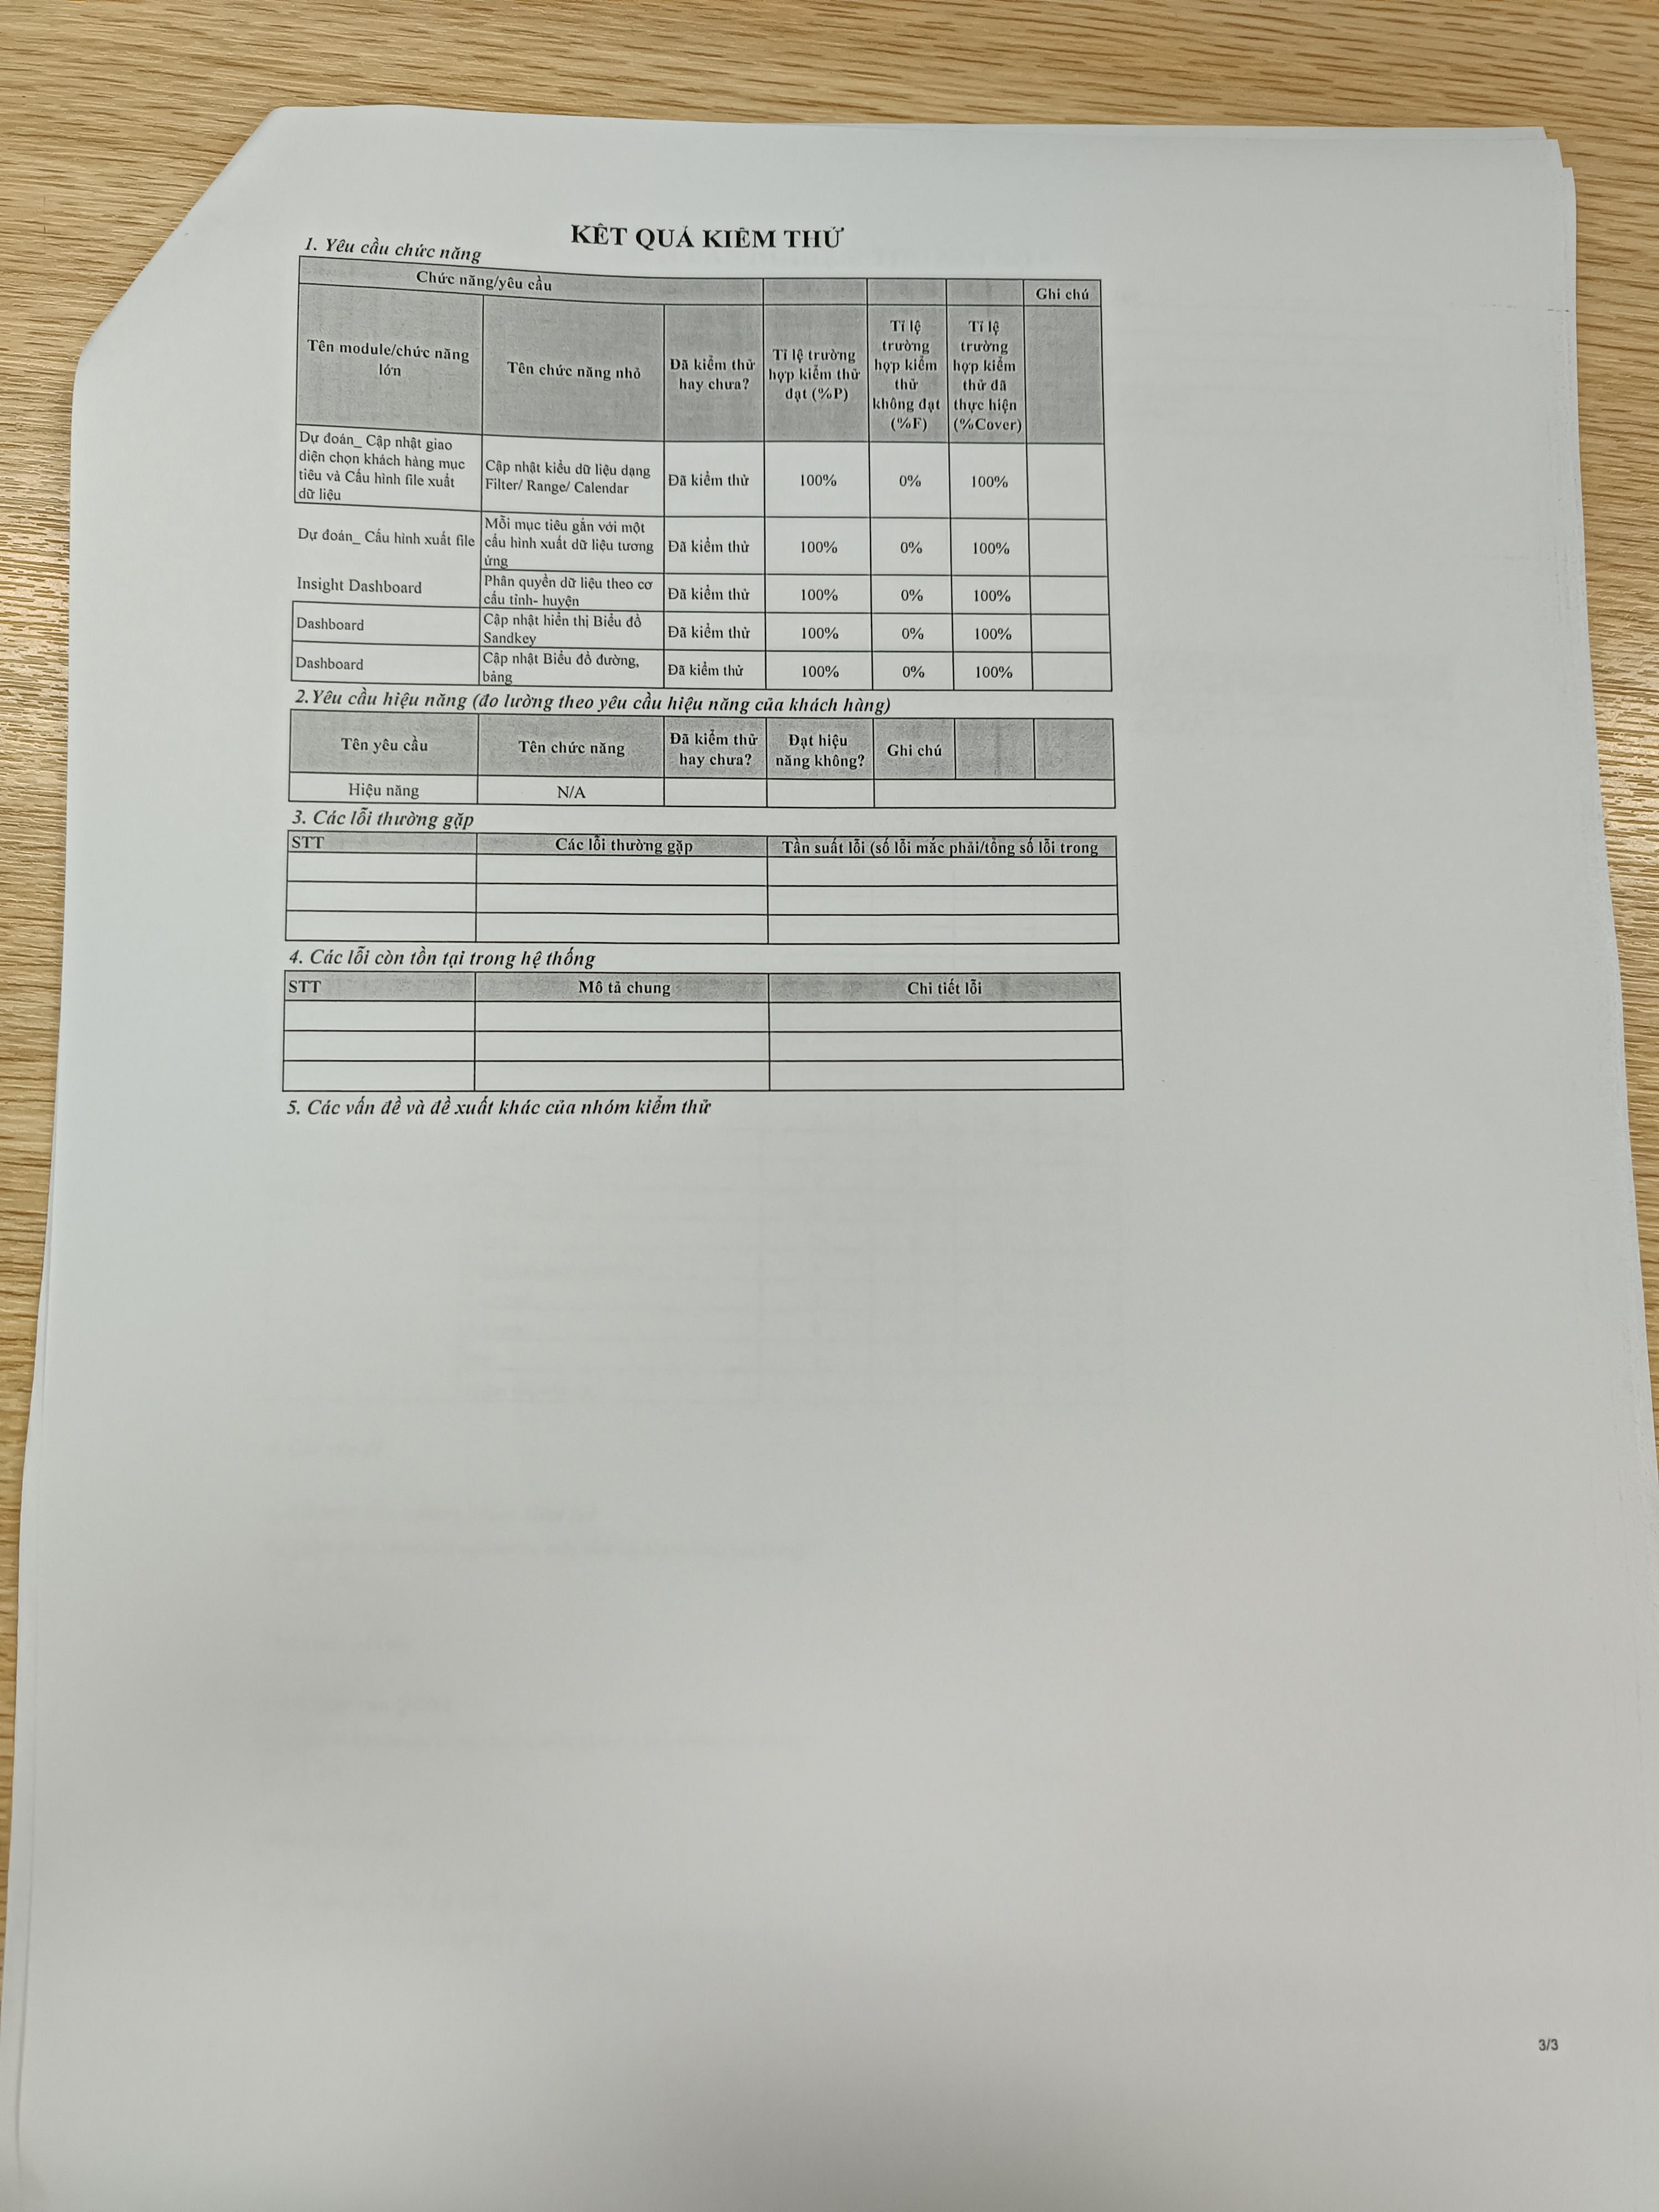 KẾT QUẢ KIỂM THỬ
1. Yêu cầu chức năng
Chức năng/yêu cầu
Ghi chú
Tên module/chức năng
lớn
Tên chức năng nhỏ
Đã kiểm thử
hay chưa?
Tỉ lệ trường
hợp kiểm thử
đạt (%P)
Tỉ lệ
trường
hợp kiểm
thử
không đạt
(%F)
Tỉ lệ
trường
hợp kiểm
thử đã
thực hiện
(%Cover)
Dự đoán_ Cập nhật giao
diện chọn khách hàng mục
tiêu và Cấu hình file xuất
dữ liệu
Cập nhật kiểu dữ liệu dạng
Filter/ Range/ Calendar
Đã kiểm thử
100%
0%
100%
Dự đoán_ Cấu hình xuất file
Mỗi mục tiêu gắn với một
cấu hình xuất dữ liệu tương
ứng
Đã kiểm thử
100%
0%
100%
Insight Dashboard
Phân quyền dữ liệu theo cơ
cấu tỉnh- huyện
Đã kiểm thử
100%
0%
100%
Dashboard
Cập nhật hiển thị Biểu đồ
Sandkey
Đã kiểm thử
100%
0%
100%
Dashboard
Cập nhật Biểu đồ đường,
bảng
Đã kiểm thử
100%
0%
100%
2.Yêu cầu hiệu năng (đo lường theo yêu cầu hiệu năng của khách hàng)
Tên yêu cầu
Tên chức năng
Đã kiểm thử
hay chưa?
Đạt hiệu
năng không?
Ghi chú
Hiệu năng
N/A
3. Các lỗi thường gặp
STT
Các lỗi thường gặp
Tần suất lỗi (số lỗi mắc phải/tổng số lỗi trong
4. Các lỗi còn tồn tại trong hệ thống
STT
Mô tả chung
Chi tiết lỗi
5. Các vấn đề và đề xuất khác của nhóm kiểm thử
3/3